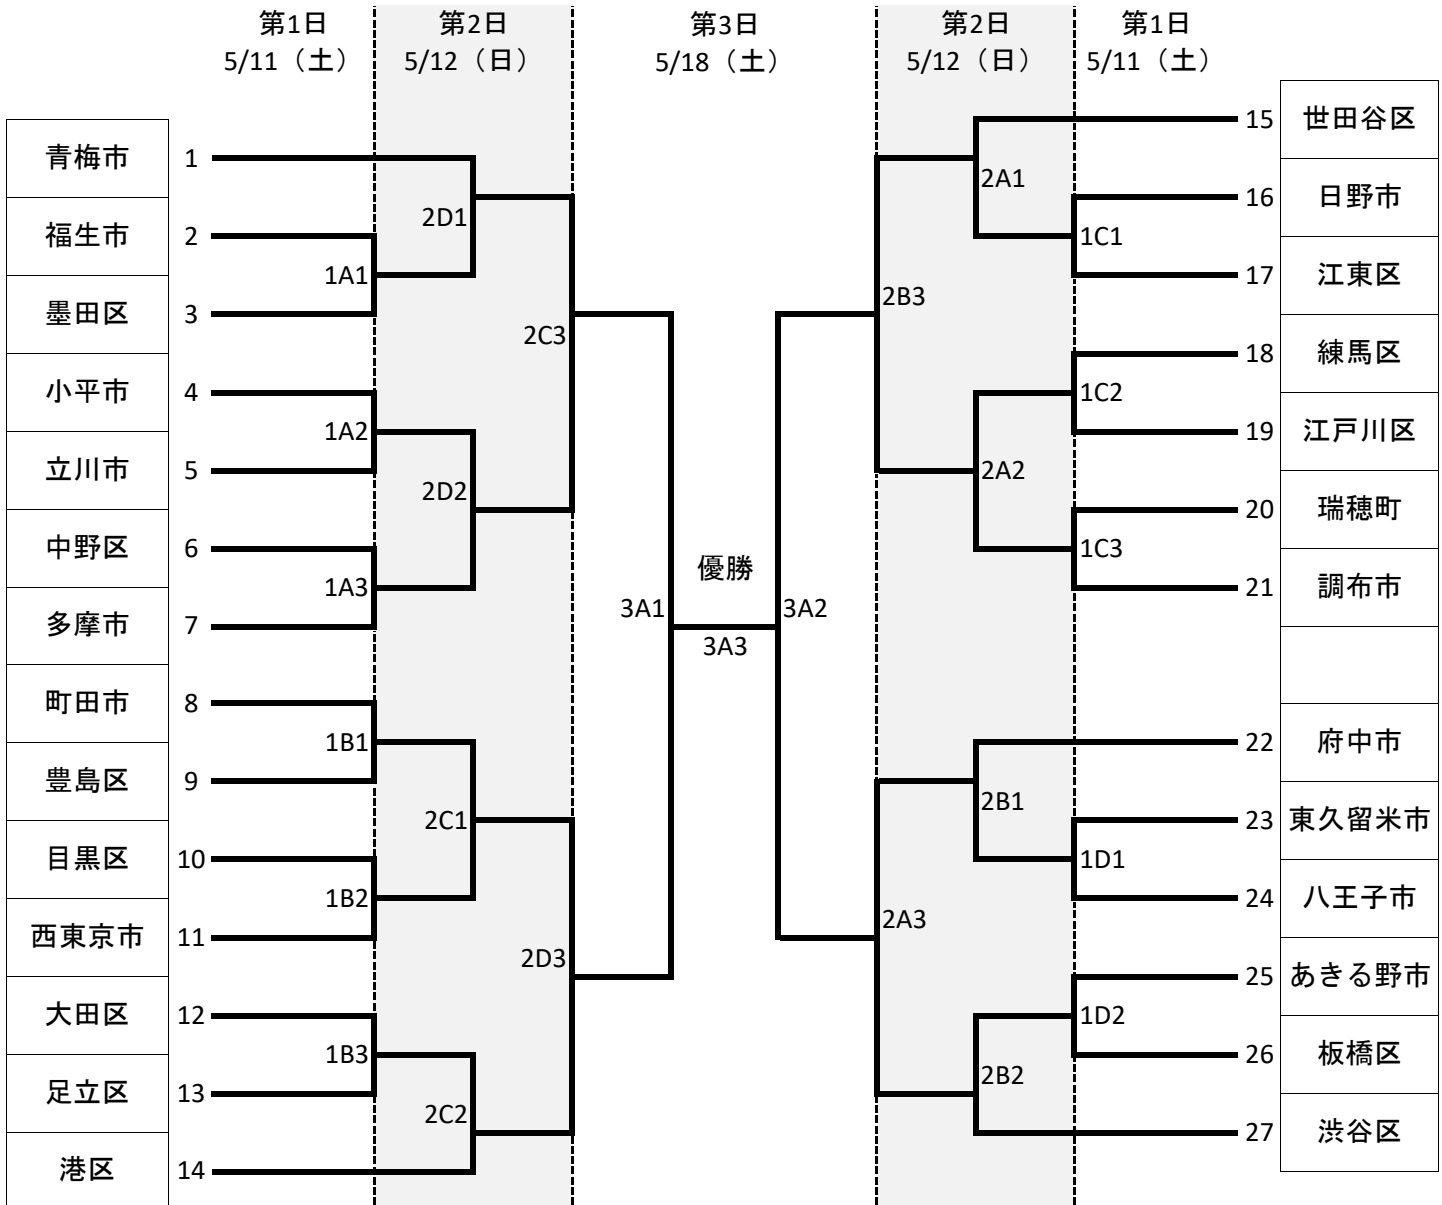 第1日 第2日 第3日 第2日 第1日
5/11（土） 5/12（日） 5/18（土） 5/12（日） 5/11（土）
青梅市 1
福生市 2
墨田区 3
小平市 4
立川市 5
中野区 6
多摩市 7
町田市 8
豊島区 9
目黒区 10
西東京市 11
大田区 12
足立区 13
港区 14
1A1
1A2
1A3
1B1
1B2
1B3
2D1
2D2
2C1
2C2
2C3
2D3
3A1
優勝
3A3
3A2
2B3
2A3
2A1
2A2
2B1
2B2
1C1
1C2
1C3
1D1
1D2
15 世田谷区
16 日野市
17 江東区
18 練馬区
19 江戸川区
20 瑞穂町
21 調布市
22 府中市
23 東久留米市
24 八王子市
25 あきる野市
26 板橋区
27 渋谷区